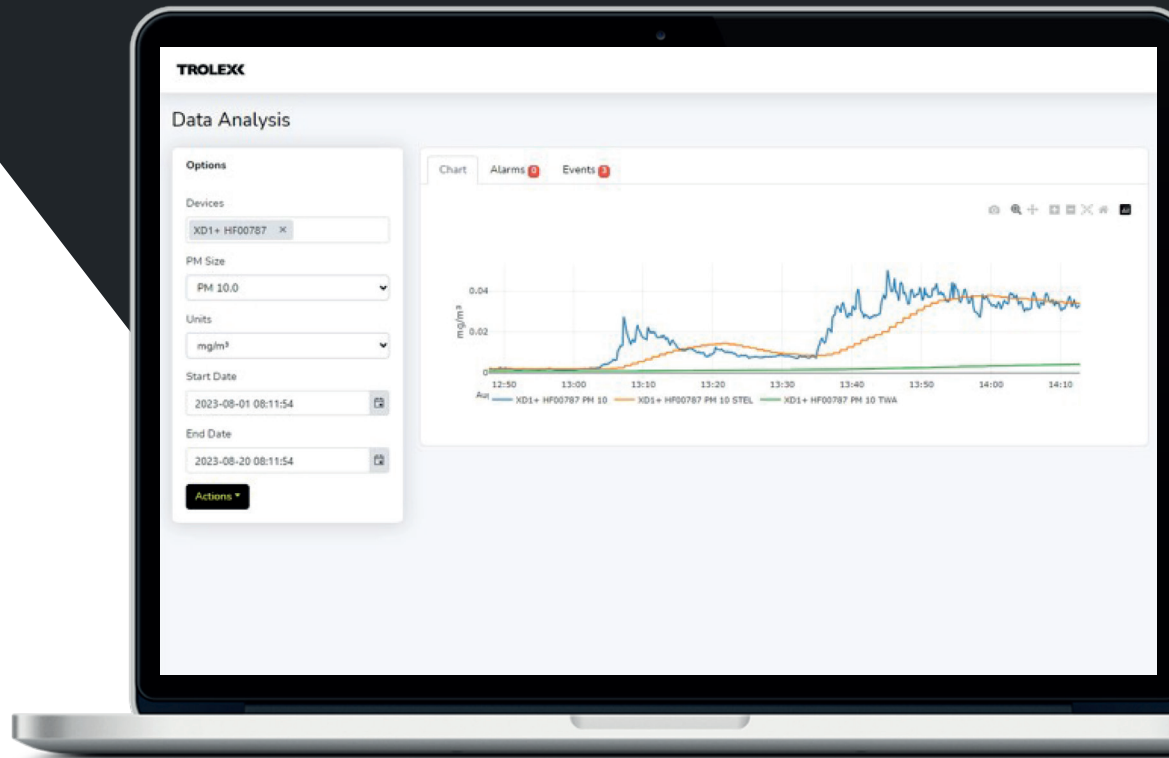 TROLEX
Data Analysis
Options
Devices
XD1+ HF00787 ×
PM Size
PM 10.0
Units
mg/m³
Start Date
2023-08-01 08:11:54
End Date
2023-08-20 08:11:54
Actions
Chart Alarms 0 Events 3
mg/m³
0.04
0.02
0
12:50 13:00 13:10 13:20 13:30 13:40 13:50 14:00 14:10
Au
XD1+ HF00787 PM 10 XD1+ HF00787 PM 10 STEL XD1+ HF00787 PM 10 TWA